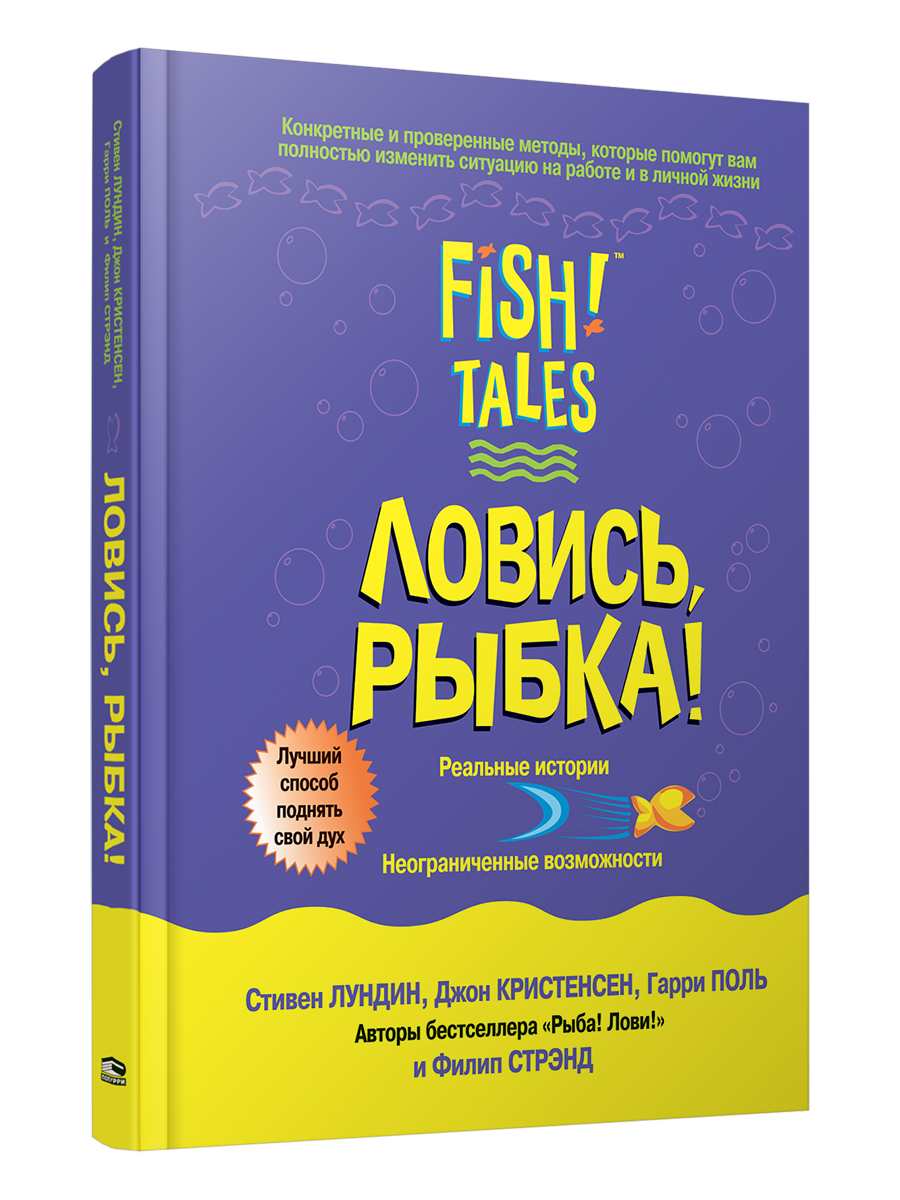 Конкретные и проверенные методы, которые помогут вам
полностью изменить ситуацию на работе и в личной жизни
FiSH!™
TALES
ЛОВИСЬ,
РЫБКА!
Лучший
способ
поднять
свой дух
Реальные истории
Неограниченные возможности
Стивен ЛУНДИН, Джон КРИСТЕНСЕН, Гарри ПОЛЬ
Авторы бестселлера «Рыба! Лови!»
и Филип СТРЭНД
Стивен ЛУНДИН, Джон КРИСТЕНСЕН,
Гарри ПОЛЬ и Филип СТРЭНД
ЛОВИСЬ, РЫБКА!
ПОПУРРИ